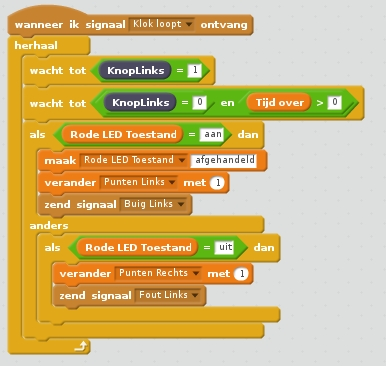 wanneer ik signaal Klok loopt ontvang
herhaal
wacht tot KnopLinks = 1
wacht tot KnopLinks = 0 en Tijd over > 0
als Rode LED Toestand = aan dan
maak Rode LED Toestand afgehandeld
verander Punten Links met 1
zend signaal Buig Links
anders
als Rode LED Toestand = uit dan
verander Punten Rechts met 1
zend signaal Fout Links